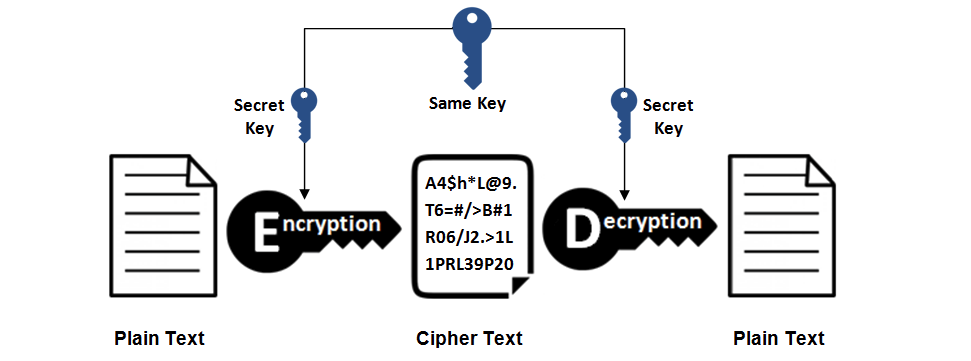 Same Key
Secret
Key
Secret
Key
Encryption
A4$h*L@9.
T6=#/>B#1
R06/J2.>1L
1PRL39P20
Decryption
Plain Text
Cipher Text
Plain Text